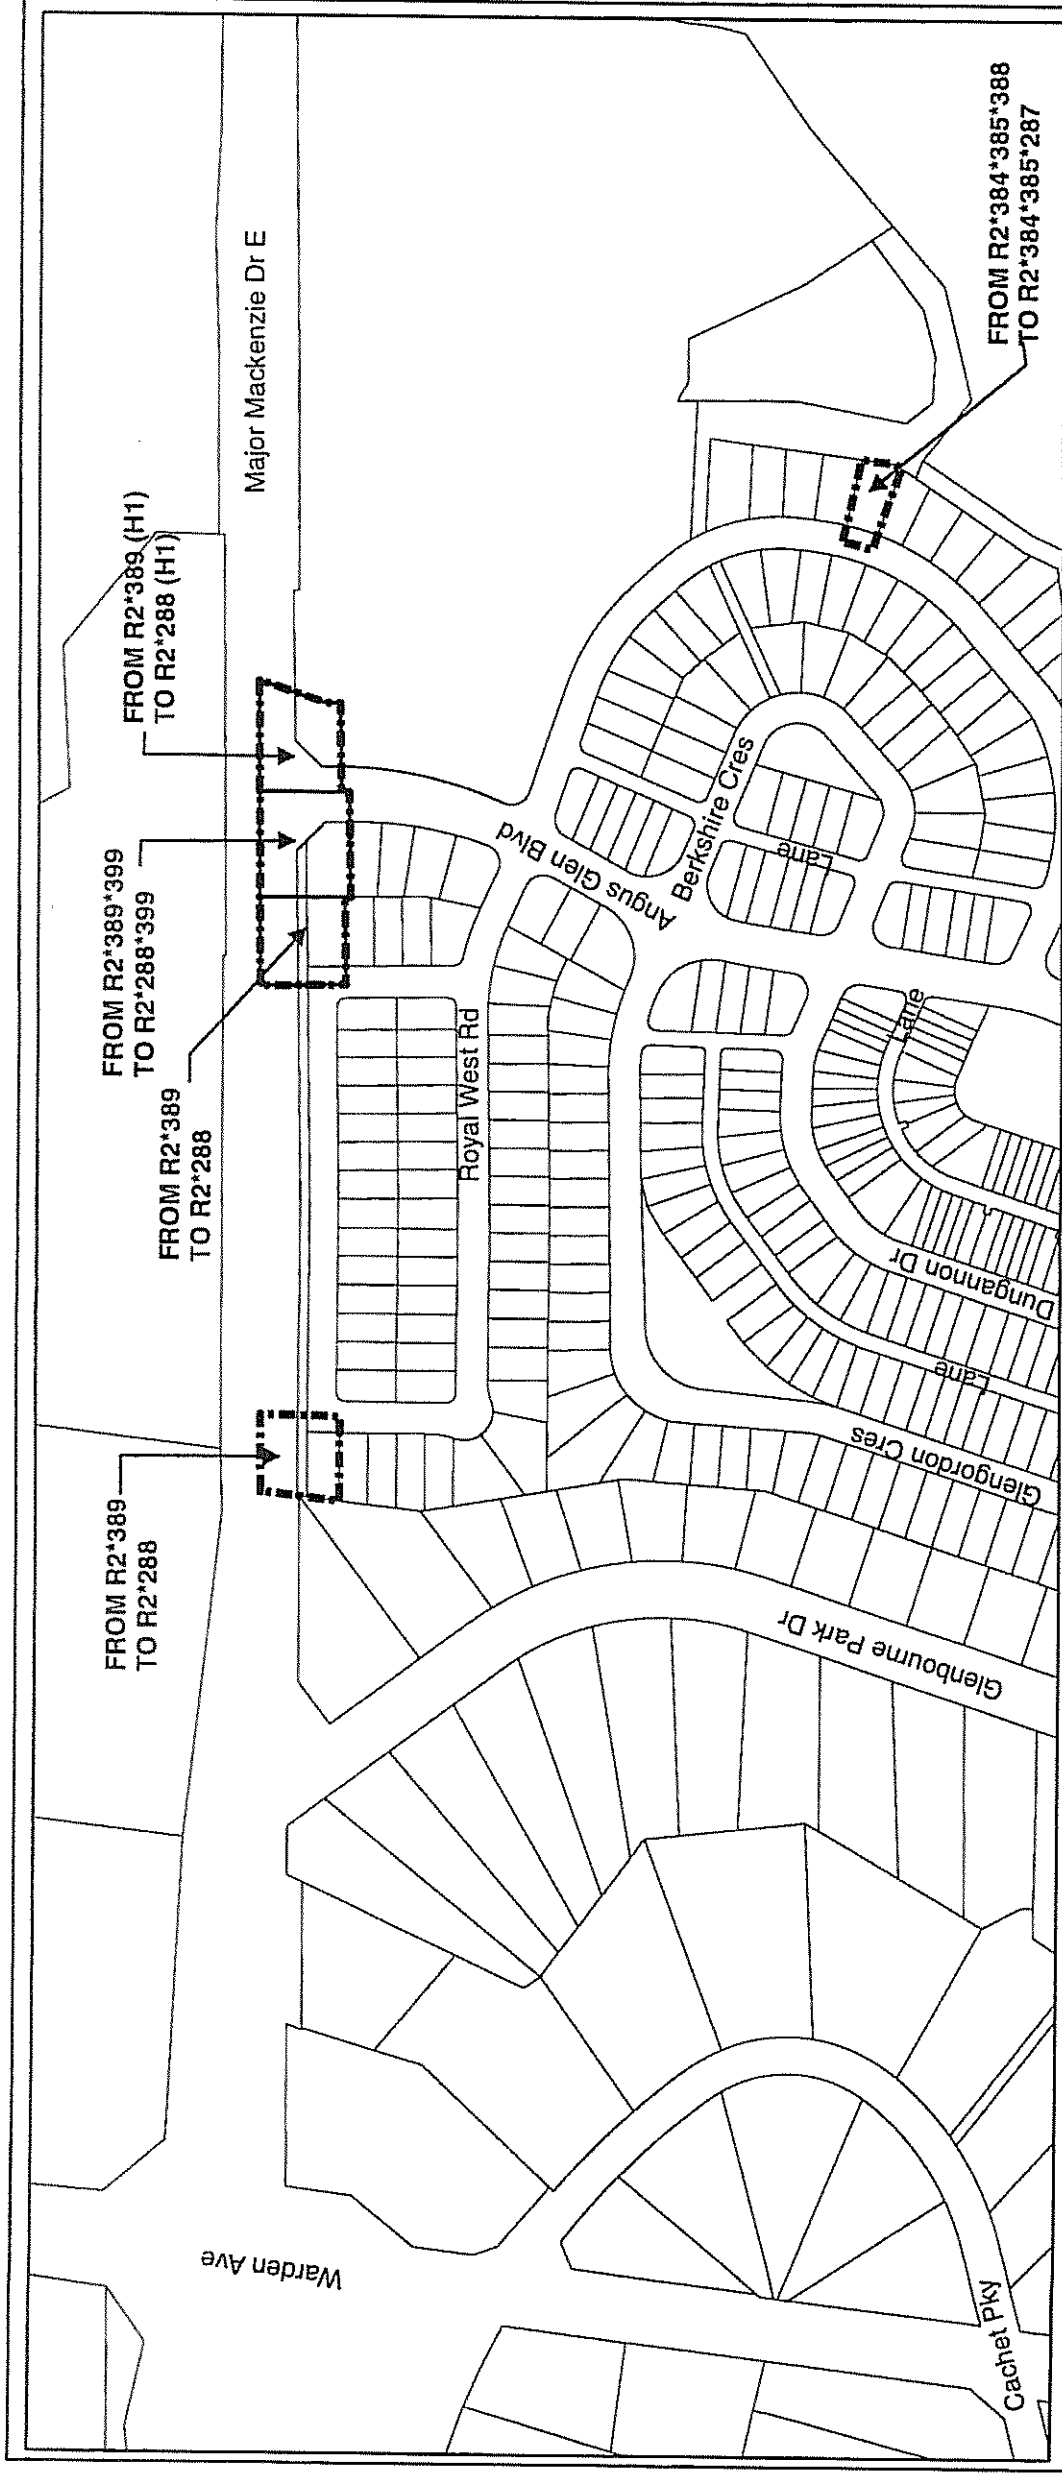 FROM R2*389
TO R2*288
FROM R2*389
TO R2*288
FROM R2*389*399
TO R2*288*399
FROM R2*389 (H1)
TO R2*288 (H1)
Major Mackenzie Dr E
FROM R2*384*385*388
TO R2*384*385*287
Warden Ave
Royal West Rd
Angus Glen Blvd
Berkshire Cres
Lane
Lane
Dungannon Dr
Lane
Glengordon Cres
Glenbourne Park Dr
Cachet Pky